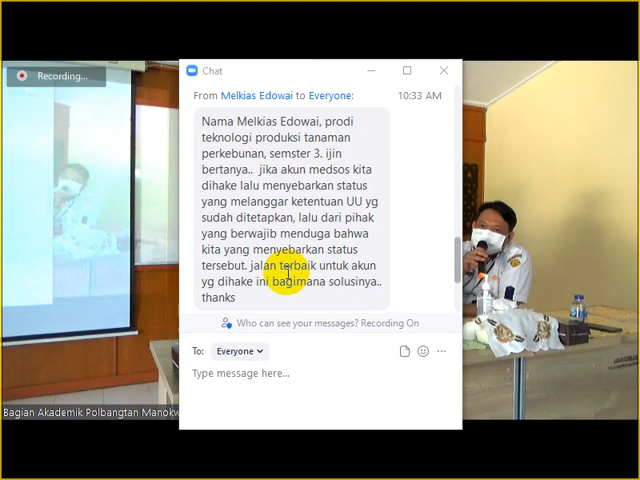 Recording...
Chat
From Melkias Edowai to Everyone:
10:33 AM
Nama Melkias Edowai, prodi
teknologi produksi tanaman
perkebunan, semster 3. ijin
bertanya..  jika akun medsos kita
dihake lalu menyebarkan status
yang melanggar ketentuan UU yg
sudah ditetapkan, lalu dari pihak
yang berwajib menduga bahwa
kita yang menyebarkan status
tersebut. jalan terbaik untuk akun
yg dihake ini bagimana solusinya..
thanks
Who can see your messages? Recording On
To: Everyone
Type message here...
Bagian Akademik Polbangtan Manokw